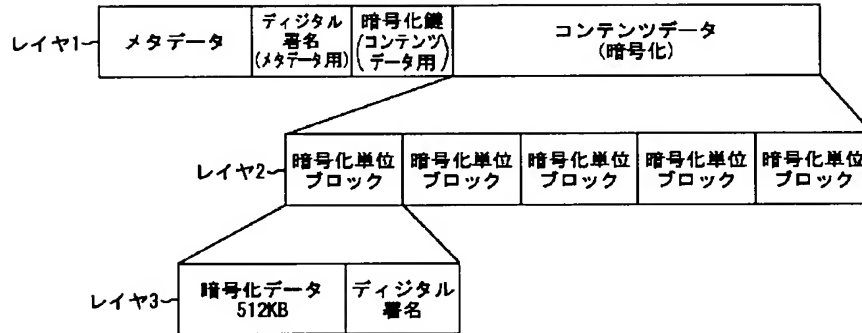 レイヤ1
メタデータ
ディジタル
署名
(メタデータ用)
暗号化鍵
(コンテンツ
データ用)
コンテンツデータ
(暗号化)
レイヤ2
暗号化単位
ブロック
暗号化単位
ブロック
暗号化単位
ブロック
暗号化単位
ブロック
暗号化単位
ブロック
レイヤ3
暗号化データ
512KB
ディジタル
署名